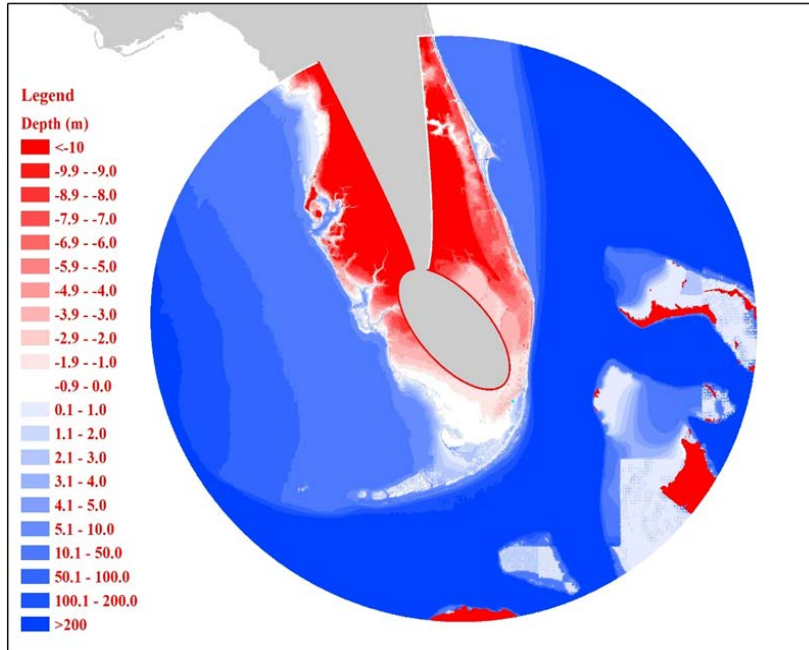 Legend
Depth (m)
<-10
-9.9 - -9.0
-8.9 - -8.0
-7.9 - -7.0
-6.9 - -6.0
-5.9 - -5.0
-4.9 - -4.0
-3.9 - -3.0
-2.9 - -2.0
-1.9 - -1.0
-0.9 - 0.0
0.1 - 1.0
1.1 - 2.0
2.1 - 3.0
3.1 - 4.0
4.1 - 5.0
5.1 - 10.0
10.1 - 50.0
50.1 - 100.0
100.1 - 200.0
>200